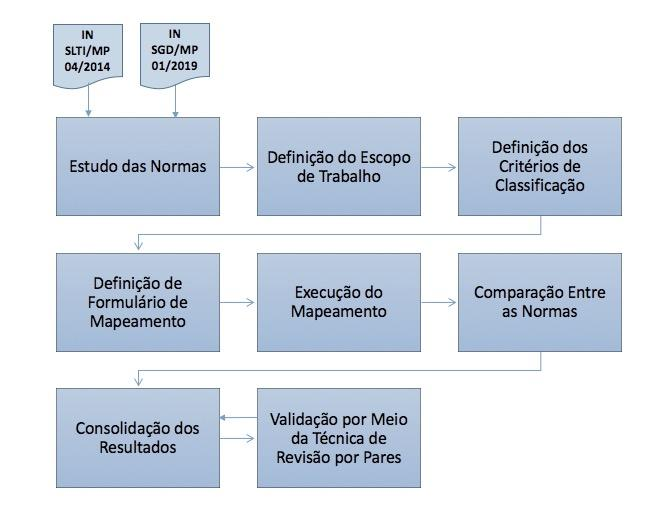 IN
SLTI/MP
04/2014
IN
SGD/MP
01/2019
Estudo das Normas
Definição do Escopo
de Trabalho
Definição dos
Critérios de
Classificação
Definição de
Formulário de
Mapeamento
Execução do
Mapeamento
Comparação Entre
as Normas
Consolidação dos
Resultados
Validação por Meio
da Técnica de
Revisão por Pares